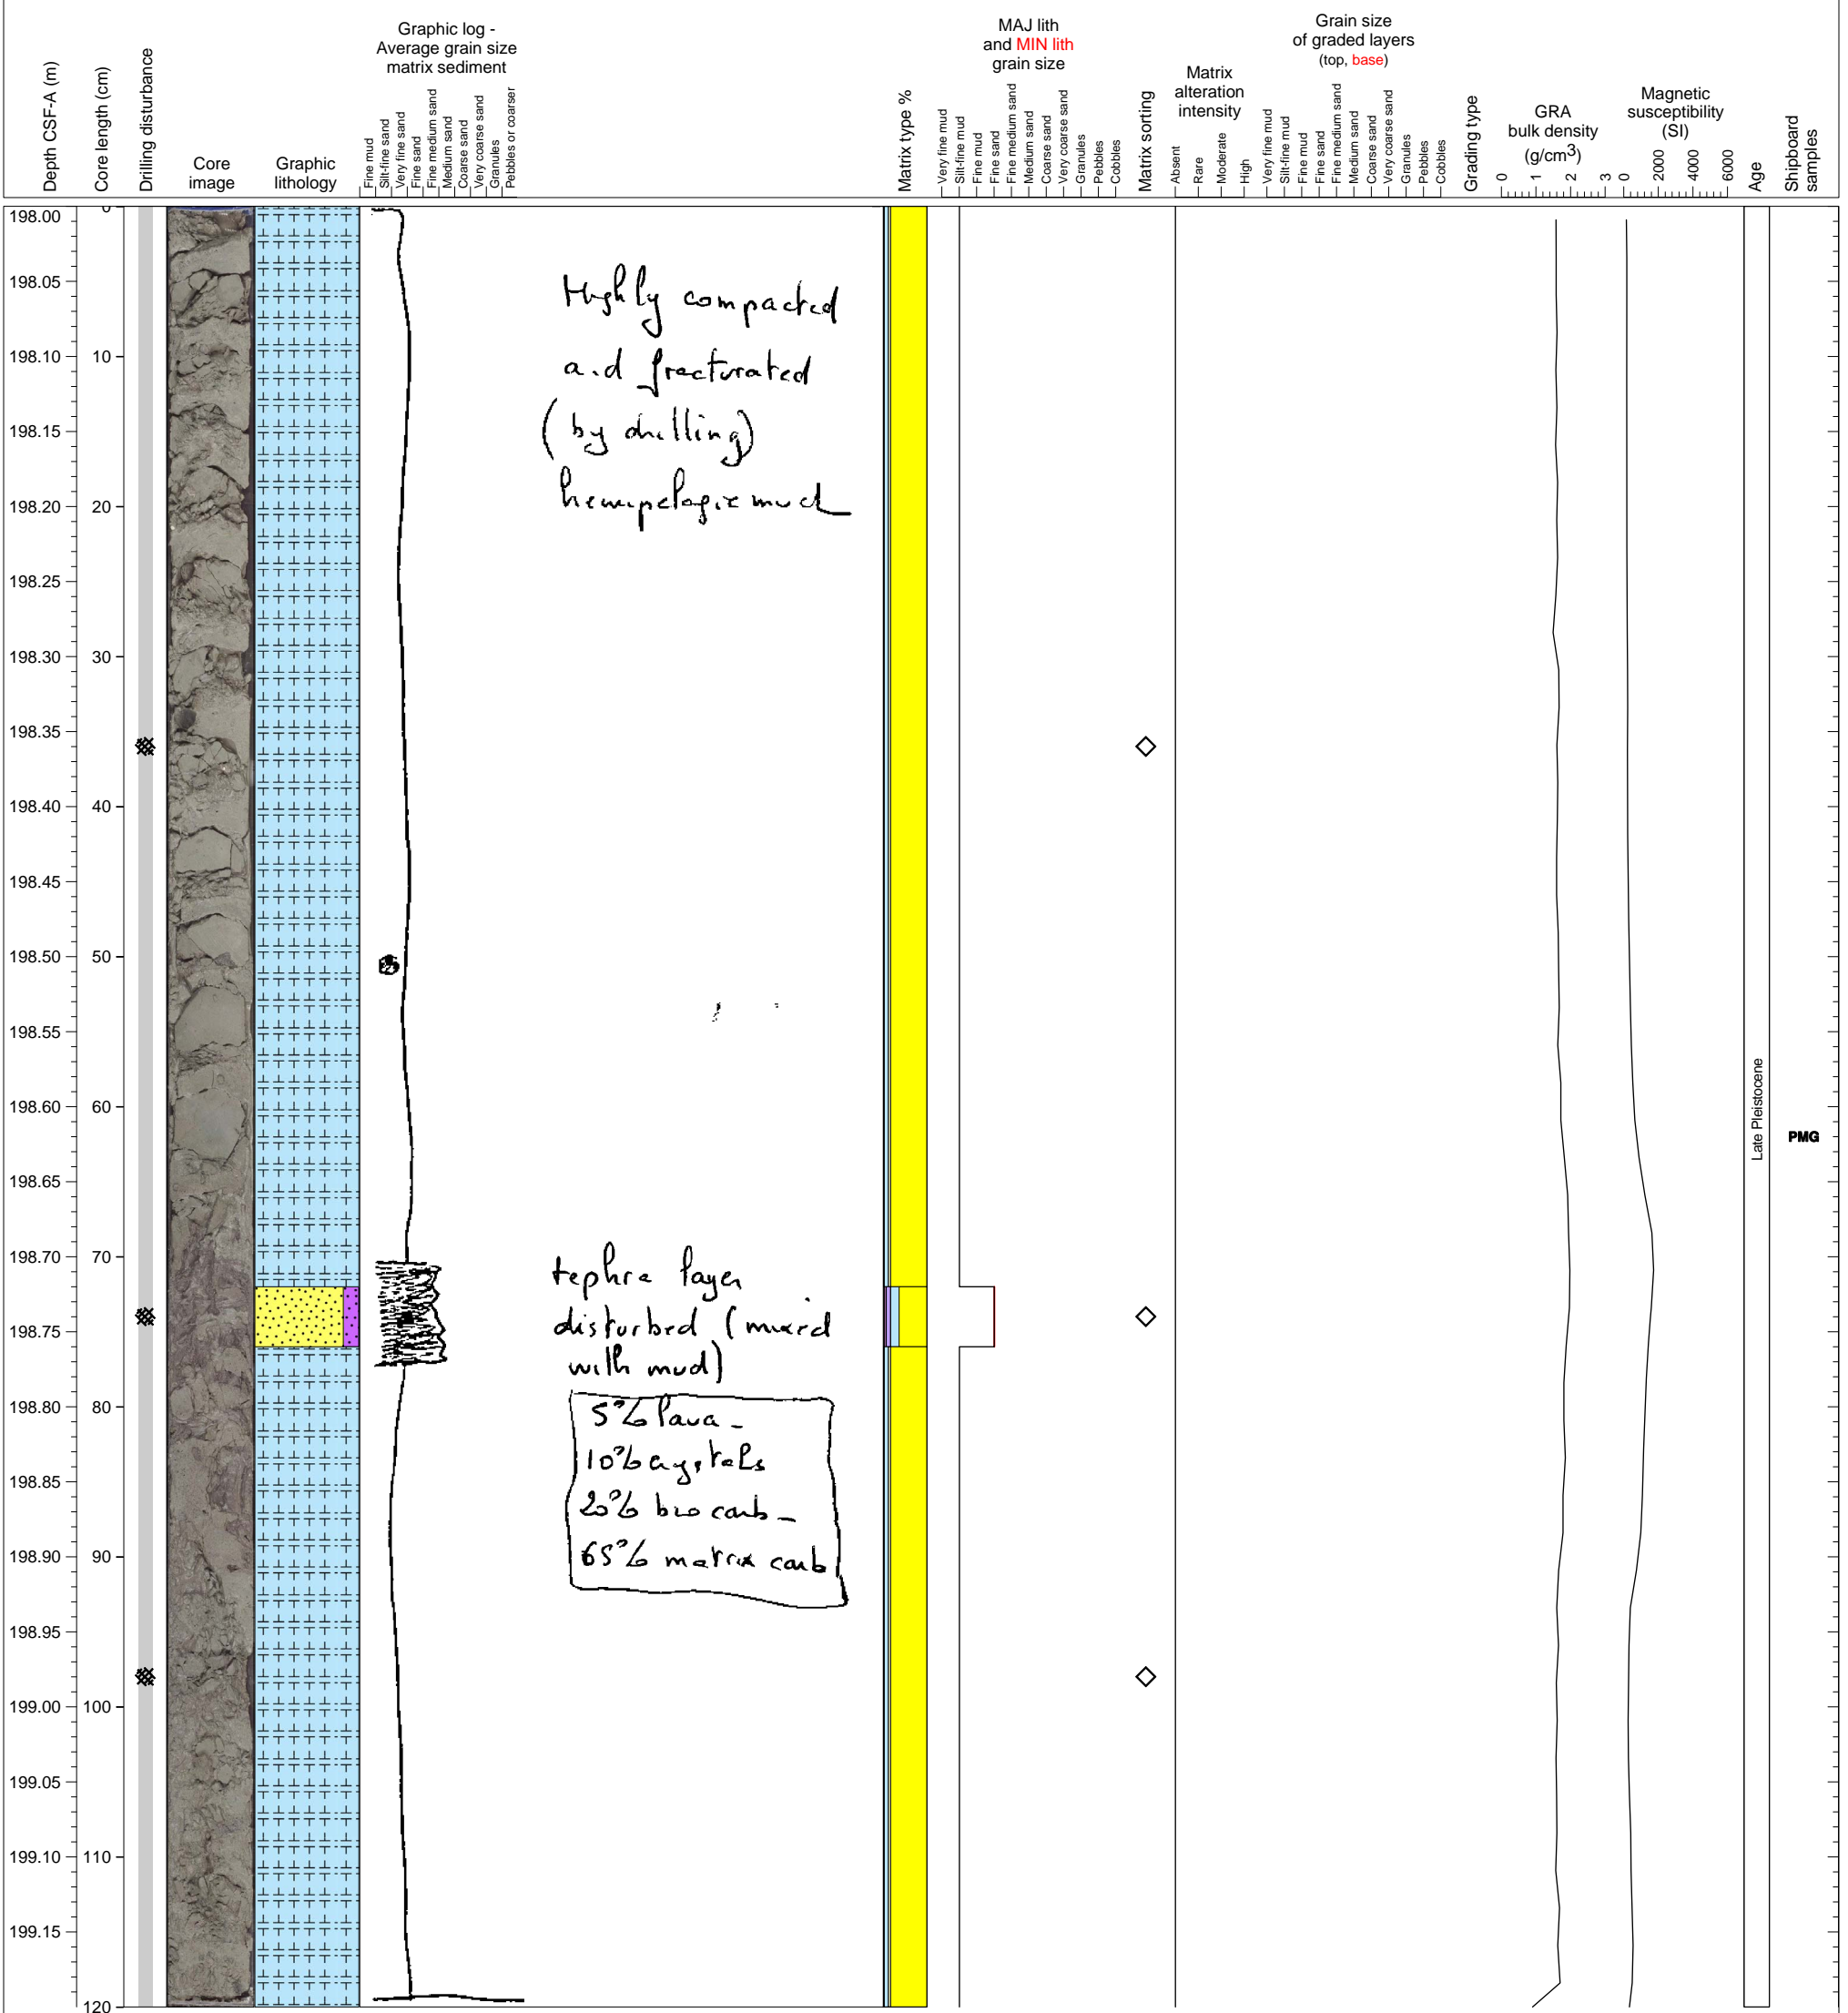 Depth CSF-A (m)
Core length (cm)
Drilling disturbance
Core
image
Graphic
lithology
Graphic log -
Average grain size
matrix sediment
Fine mud
Silt-fine sand
Very fine sand
Fine sand
Fine medium sand
Medium sand
Coarse sand
Very coarse sand
Granules
Pebbles or coarser
Matrix type %
MAJ lith
and MIN lith
grain size
Very fine mud
Silt-fine mud
Fine mud
Fine sand
Fine medium sand
Medium sand
Coarse sand
Very coarse sand
Granules
Pebbles
Cobbles
Matrix sorting
Matrix
alteration
intensity
Absent
Rare
Moderate
High
Grain size
of graded layers
(top, base)
Very fine mud
Silt-fine mud
Fine mud
Fine sand
Fine medium sand
Medium sand
Coarse sand
Very coarse sand
Granules
Pebbles
Cobbles
Grading type
GRA
bulk density
(g/cm3)
0 1 2 3
Magnetic
susceptibility
(SI)
0 2000 4000 6000
Age
Shipboard
samples
198.00 0
198.05
198.10 10
198.15
198.20 20
198.25
198.30 30
198.35
198.40 40
198.45
198.50 50
198.55
198.60 60
198.65
198.70 70
198.75
198.80 80
198.85
198.90 90
198.95
199.00 100
199.05
199.10 110
199.15
120
Highly compacted
and fracturated
(by drilling)
hemipelagic mud
tephra layer
disturbed (mixed
with mud)
5% lava
10% crystals
20% bio carb
65% matrix carb
Late Pleistocene
PMG